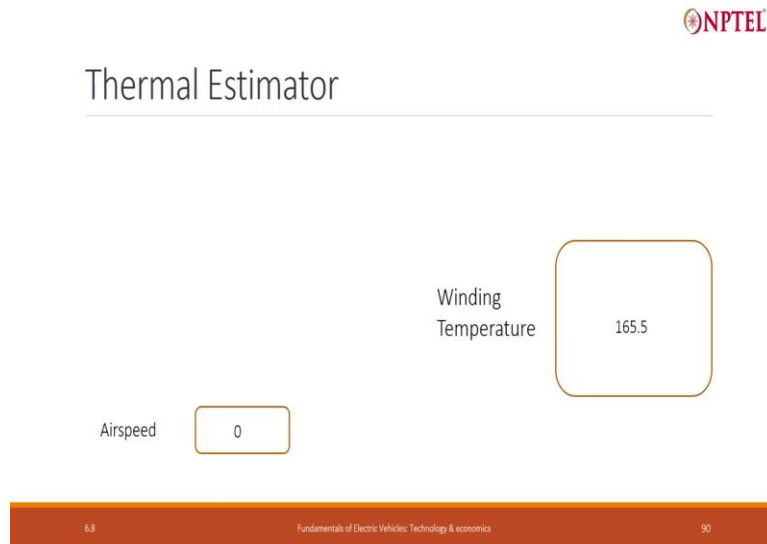 NPTEL
Thermal Estimator
Winding
Temperature
165.5
Airspeed
0
6.8
Fundamentals of Electric Vehicles: Technology & economics
90